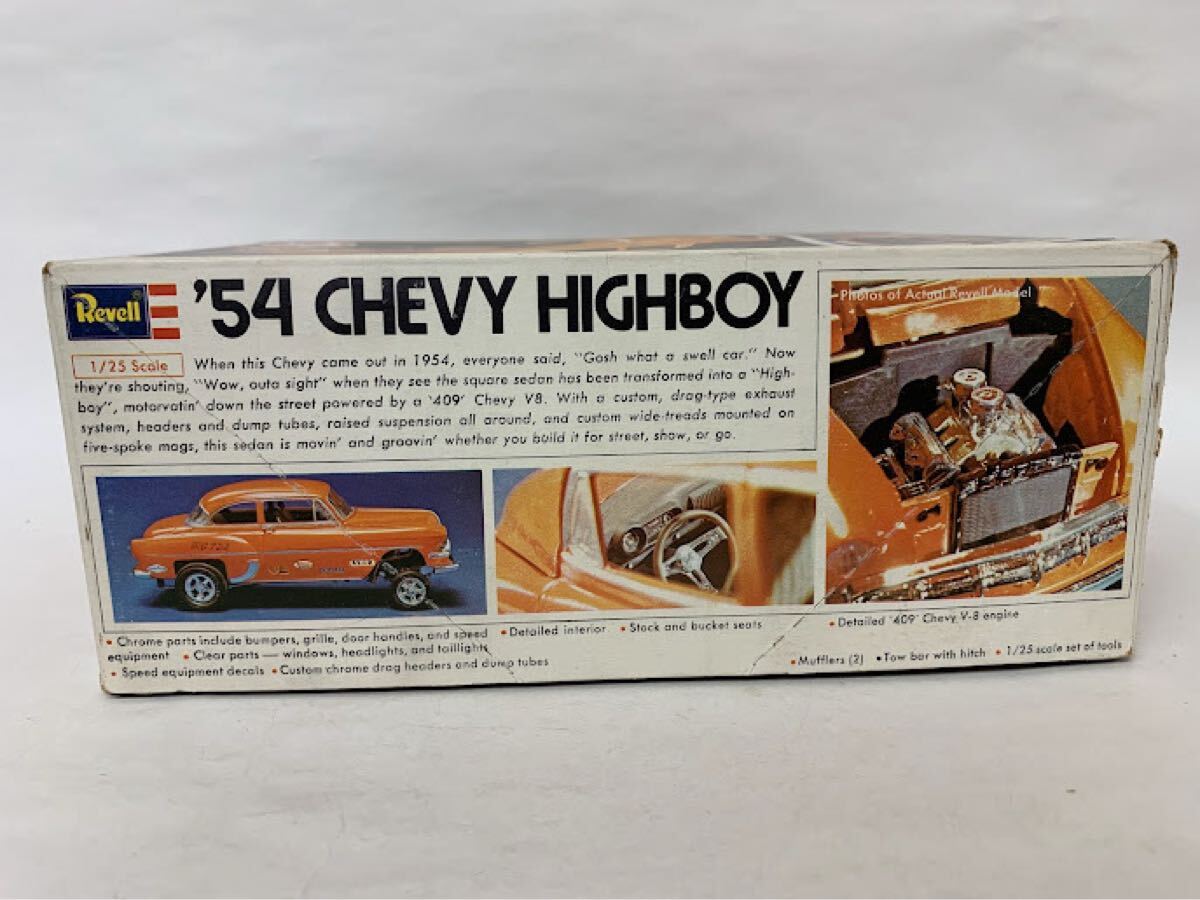 Revell
'54 CHEVY HIGHBOY
1/25 Scale
When this Chevy came out in 1954, everyone said, "Gosh what a swell car." Now
they're shouting, "Wow, outa sight" when they see the square sedan has been transformed into a "High-
boy", motorvatin' down the street powered by a '409' Chevy V8. With a custom, drag-type exhaust
system, headers and dump tubes, raised suspension all around, and custom wide-treads mounted on
five-spoke mags, this sedan is movin' and groovin' whether you build it for street, show, or go.
Photos of Actual Revell Model
• Chrome parts include bumpers, grille, door handles, and speed
equipment • Clear parts — windows, headlights, and taillights
• Speed equipment decals • Custom chrome drag headers and dump tubes
• Detailed interior • Stock and bucket seats
• Detailed '409' Chevy V-8 engine
• Mufflers (2) • Tow bar with hitch • 1/25 scale set of tools